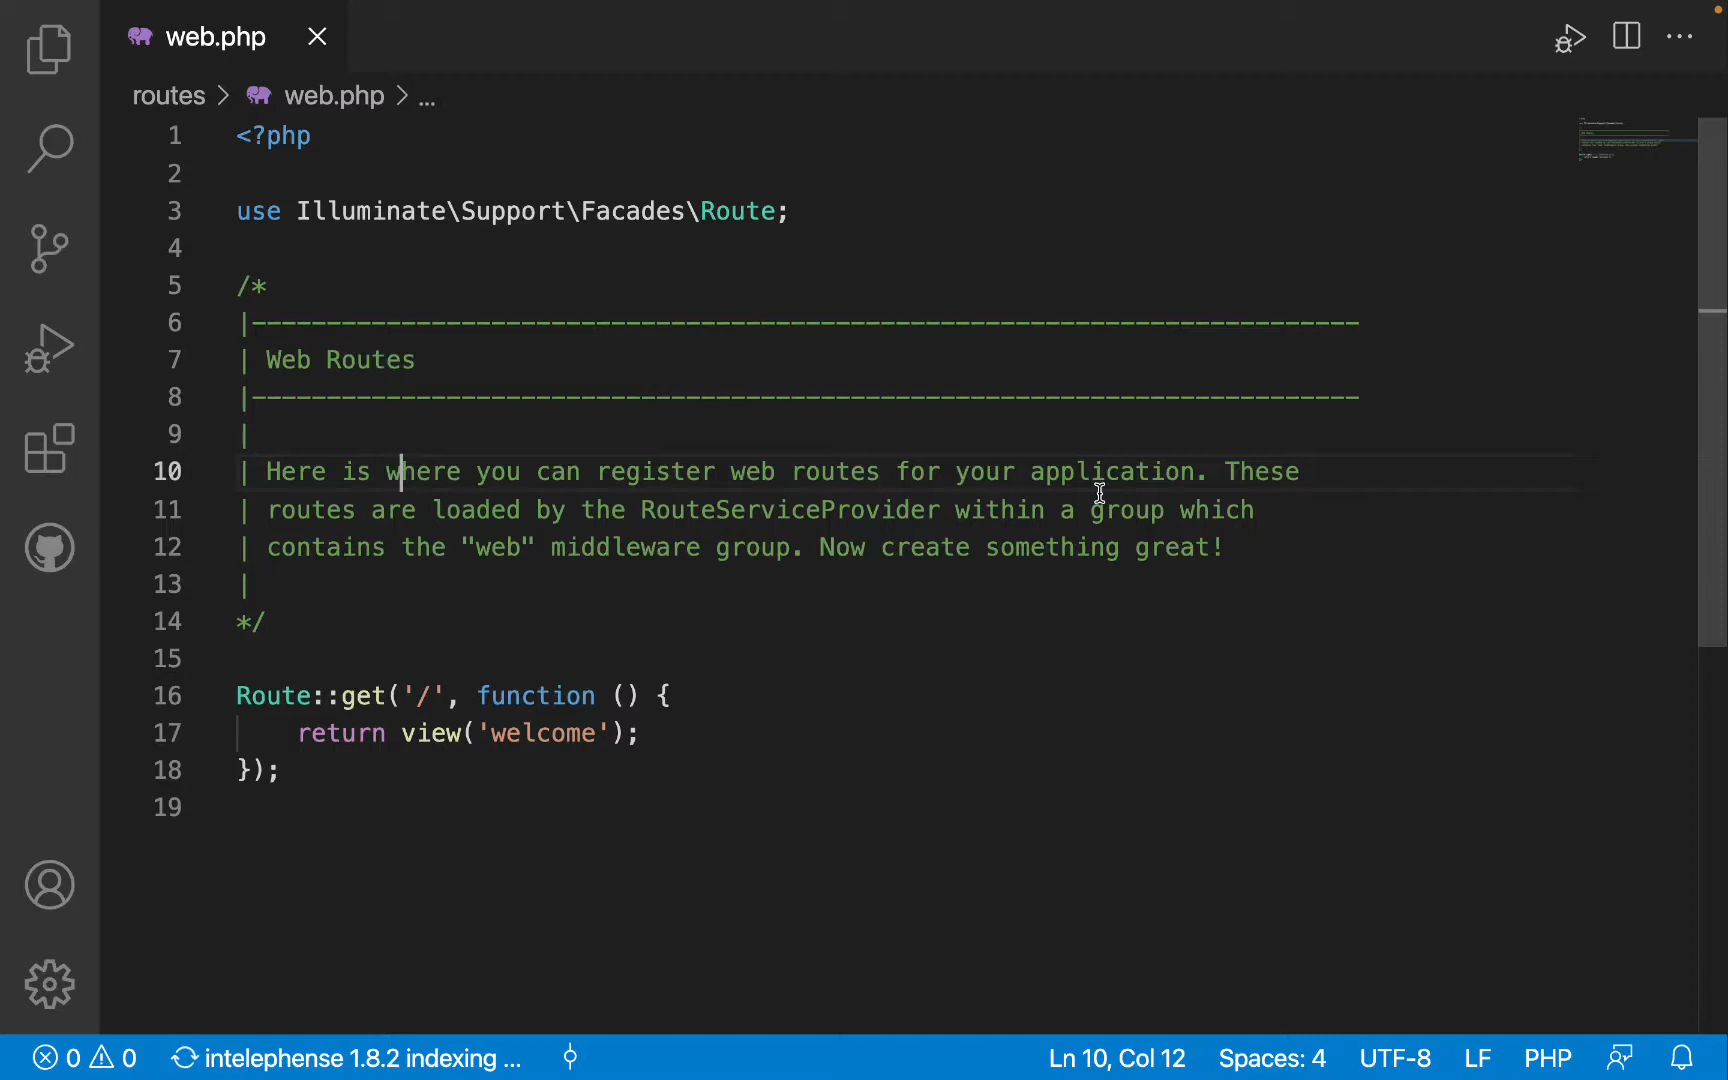 web.php
routes > web.php > ...
1 <?php
2
3 use Illuminate\Support\Facades\Route;
4
5 /*
6 |--------------------------------------------------------------------------
7 | Web Routes
8 |--------------------------------------------------------------------------
9 |
10 | Here is where you can register web routes for your application. These
11 | routes are loaded by the RouteServiceProvider within a group which
12 | contains the "web" middleware group. Now create something great!
13 |
14 */
15
16 Route::get('/', function () {
17     return view('welcome');
18 });
19
0 0 intelephense 1.8.2 indexing ... Ln 10, Col 12 Spaces: 4 UTF-8 LF PHP